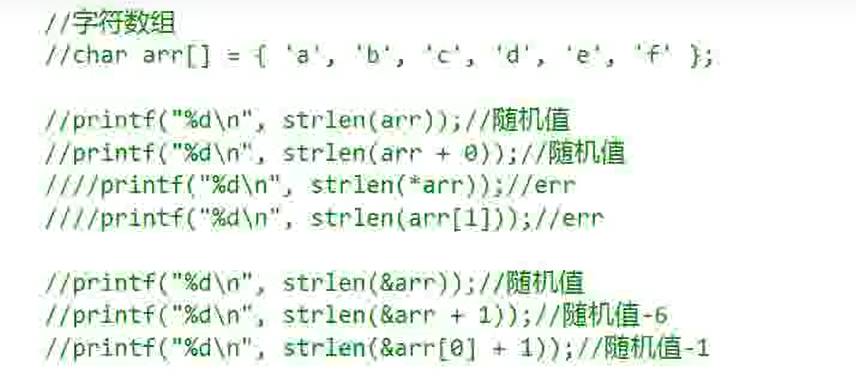 //字符数组
//char arr[] = { 'a', 'b', 'c', 'd', 'e', 'f' };
//printf("%d\n", strlen(arr));//随机值
//printf("%d\n", strlen(arr + 0));//随机值
////printf("%d\n", strlen(*arr));//err
////printf("%d\n", strlen(arr[1]));//err
//printf("%d\n", strlen(&arr));//随机值
//printf("%d\n", strlen(&arr + 1));//随机值-6
//printf("%d\n", strlen(&arr[0] + 1));//随机值-1